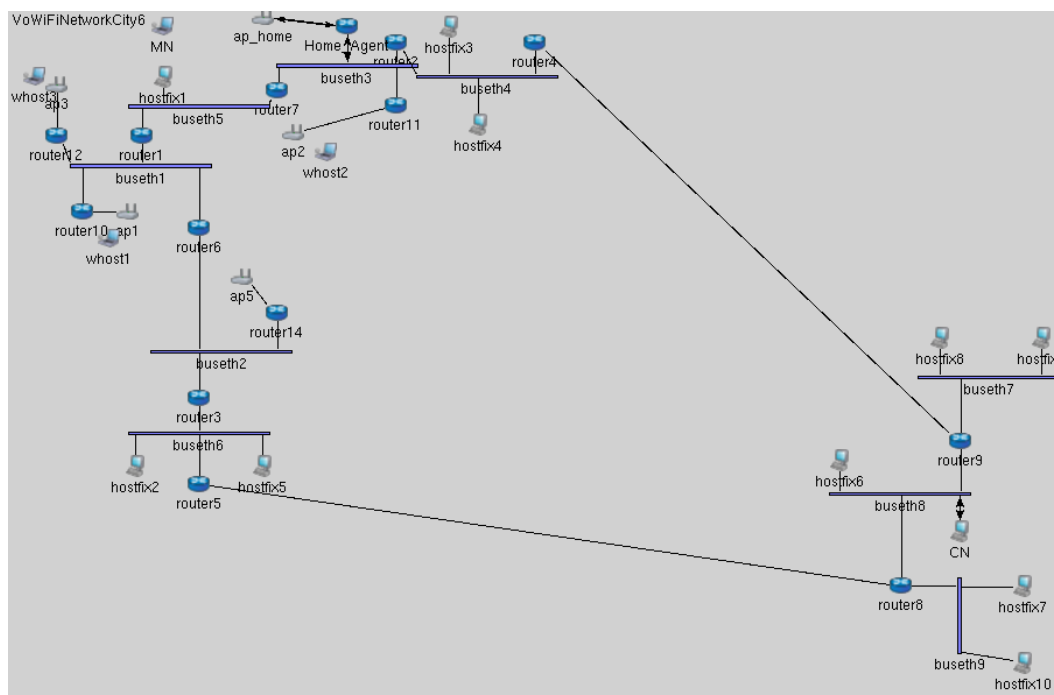 VoWiFiNetworkCity6
MN
ap_home
Home_Agent
router2
hostfix3
router4
buseth3
buseth4
whost3
ap3
hostfix1
router7
buseth5
router11
hostfix4
ap2
whost2
router12
router1
buseth1
router10
ap1
whost1
router6
ap5
router14
buseth2
hostfix8
hostfix
buseth7
router3
buseth6
hostfix2
hostfix5
router5
router9
hostfix6
buseth8
CN
router8
hostfix7
buseth9
hostfix10